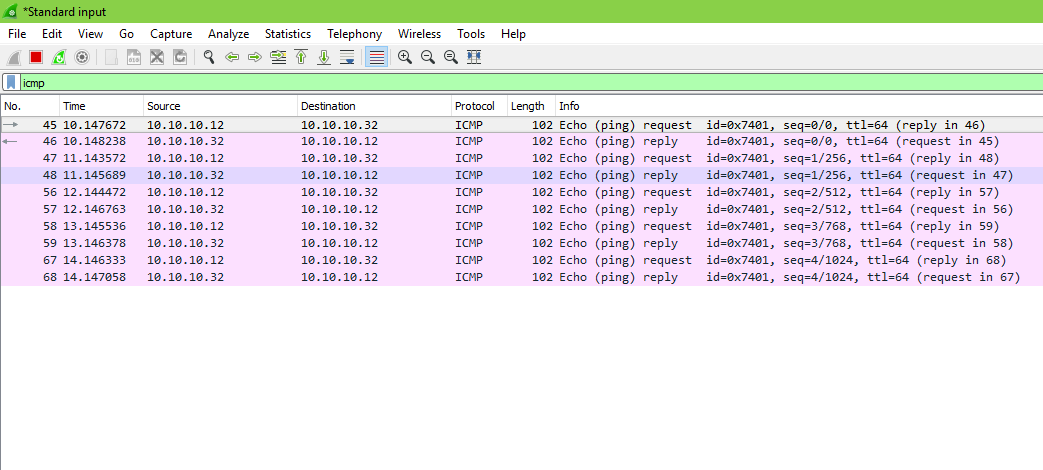 *Standard input
File Edit View Go Capture Analyze Statistics Telephony Wireless Tools Help
icmp
No. Time Source Destination Protocol Length Info
45 10.147672 10.10.10.12 10.10.10.32 ICMP 102 Echo (ping) request id=0x7401, seq=0/0, ttl=64 (reply in 46)
46 10.148238 10.10.10.32 10.10.10.12 ICMP 102 Echo (ping) reply id=0x7401, seq=0/0, ttl=64 (request in 45)
47 11.143572 10.10.10.12 10.10.10.32 ICMP 102 Echo (ping) request id=0x7401, seq=1/256, ttl=64 (reply in 48)
48 11.145689 10.10.10.32 10.10.10.12 ICMP 102 Echo (ping) reply id=0x7401, seq=1/256, ttl=64 (request in 47)
56 12.144472 10.10.10.12 10.10.10.32 ICMP 102 Echo (ping) request id=0x7401, seq=2/512, ttl=64 (reply in 57)
57 12.146763 10.10.10.32 10.10.10.12 ICMP 102 Echo (ping) reply id=0x7401, seq=2/512, ttl=64 (request in 56)
58 13.145536 10.10.10.12 10.10.10.32 ICMP 102 Echo (ping) request id=0x7401, seq=3/768, ttl=64 (reply in 59)
59 13.146378 10.10.10.32 10.10.10.12 ICMP 102 Echo (ping) reply id=0x7401, seq=3/768, ttl=64 (request in 58)
67 14.146333 10.10.10.12 10.10.10.32 ICMP 102 Echo (ping) request id=0x7401, seq=4/1024, ttl=64 (reply in 68)
68 14.147058 10.10.10.32 10.10.10.12 ICMP 102 Echo (ping) reply id=0x7401, seq=4/1024, ttl=64 (request in 67)